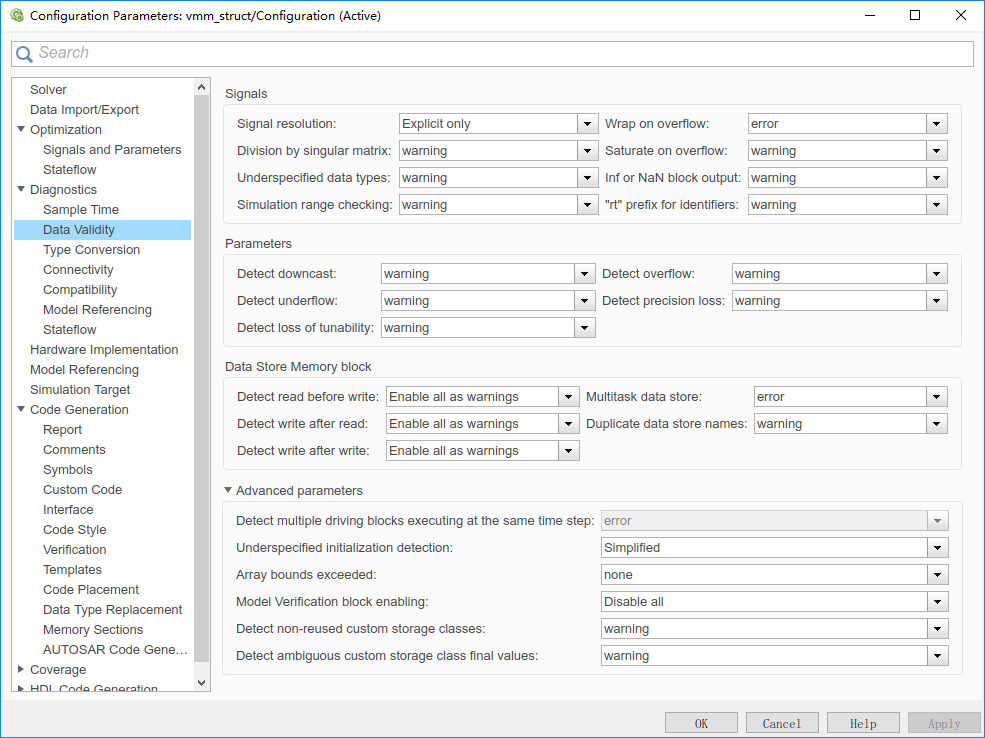 Configuration Parameters: vmm_struct/Configuration (Active)
Search
Solver
Data Import/Export
Optimization
Signals and Parameters
Stateflow
Diagnostics
Sample Time
Data Validity
Type Conversion
Connectivity
Compatibility
Model Referencing
Stateflow
Hardware Implementation
Model Referencing
Simulation Target
Code Generation
Report
Comments
Symbols
Custom Code
Interface
Code Style
Verification
Templates
Code Placement
Data Type Replacement
Memory Sections
AUTOSAR Code Gene...
Coverage
HDL Code Generation
Signals
Signal resolution: Explicit only Wrap on overflow: error
Division by singular matrix: warning Saturate on overflow: warning
Underspecified data types: warning Inf or NaN block output: warning
Simulation range checking: warning "rt" prefix for identifiers: warning
Parameters
Detect downcast: warning Detect overflow: warning
Detect underflow: warning Detect precision loss: warning
Detect loss of tunability: warning
Data Store Memory block
Detect read before write: Enable all as warnings Multitask data store: error
Detect write after read: Enable all as warnings Duplicate data store names: warning
Detect write after write: Enable all as warnings
Advanced parameters
Detect multiple driving blocks executing at the same time step: error
Underspecified initialization detection: Simplified
Array bounds exceeded: none
Model Verification block enabling: Disable all
Detect non-reused custom storage classes: warning
Detect ambiguous custom storage class final values: warning
OK Cancel Help Apply